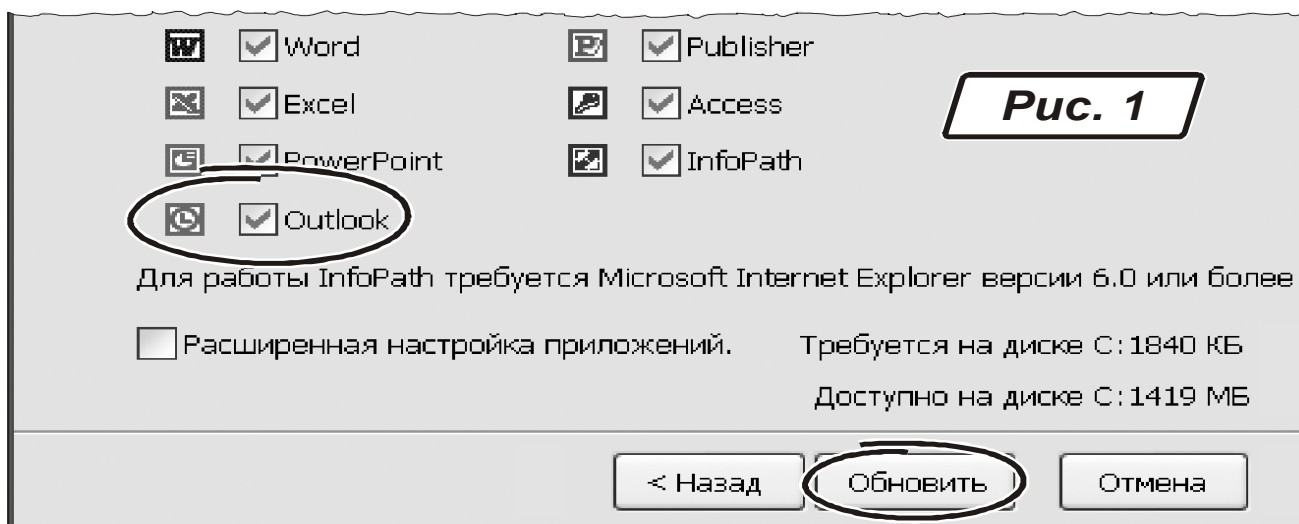 Word Publisher
Excel Access
Рис. 1
PowerPoint InfoPath
Outlook
Для работы InfoPath требуется Microsoft Internet Explorer версии 6.0 или более
Расширенная настройка приложений. Требуется на диске C: 1840 КБ
Доступно на диске C: 1419 МБ
< Назад Обновить Отмена